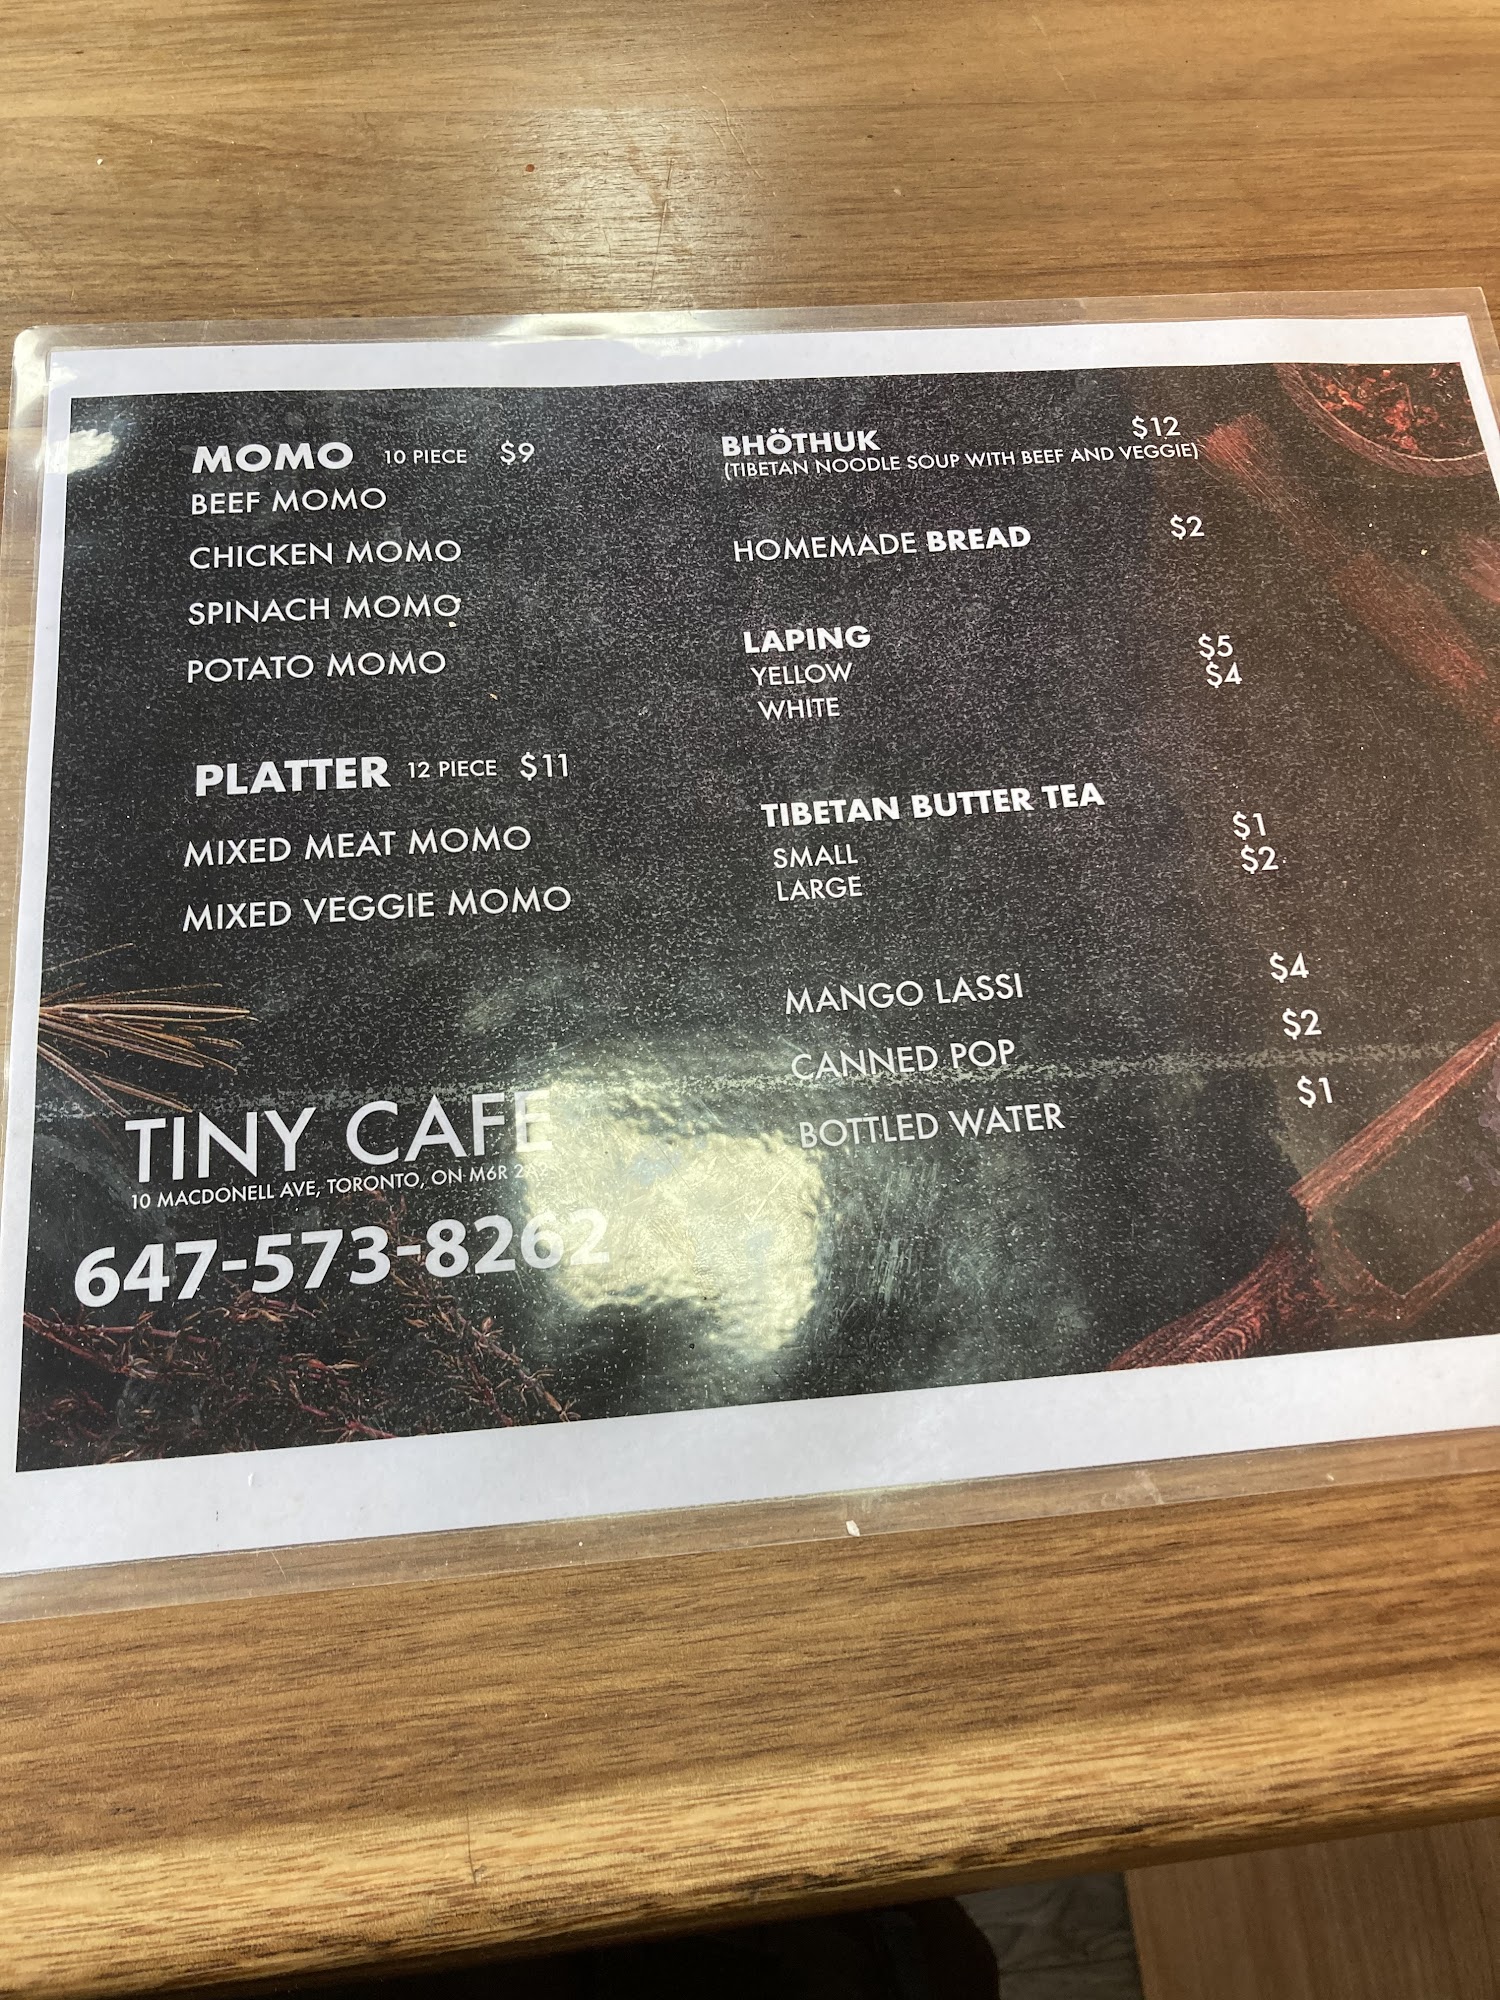 MOMO 10 PIECE $9
BEEF MOMO
CHICKEN MOMO
SPINACH MOMO
POTATO MOMO
PLATTER 12 PIECE $11
MIXED MEAT MOMO
MIXED VEGGIE MOMO
TINY CAFE
10 MACDONELL AVE, TORONTO, ON M6R
647-573-8262
BHÖTHUK $12
(TIBETAN NOODLE SOUP WITH BEEF AND VEGGIE)
HOMEMADE BREAD $2
LAPING
YELLOW $5
WHITE $4
TIBETAN BUTTER TEA
SMALL $1
LARGE $2
MANGO LASSI $4
CANNED POP $2
BOTTLED WATER $1